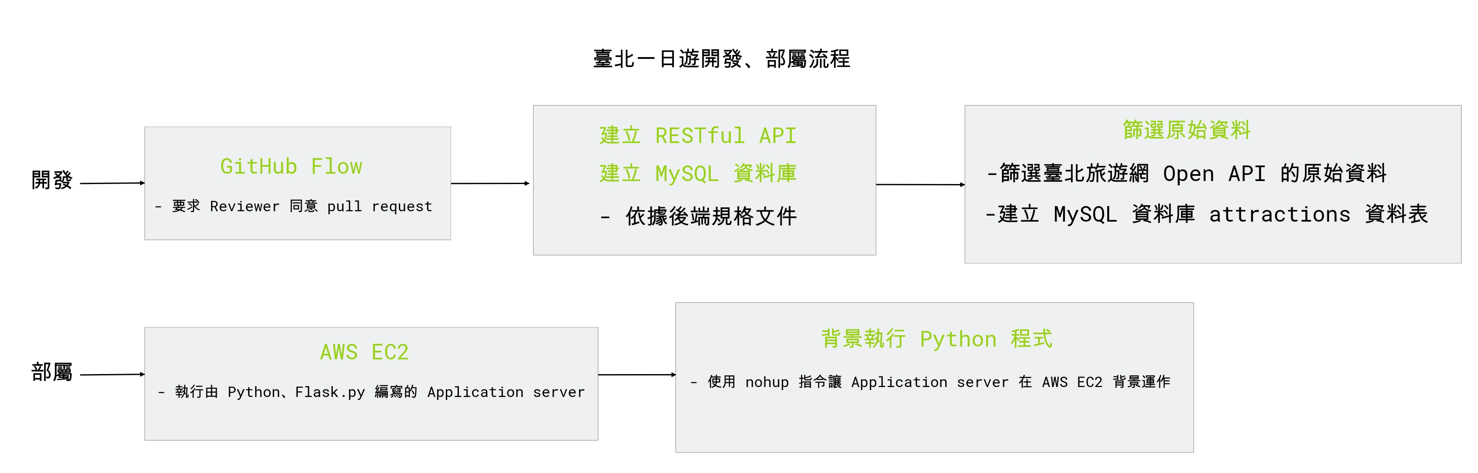 臺北一日遊開發、部屬流程
開發
GitHub Flow
- 要求 Reviewer 同意 pull request
建立 RESTful API
建立 MySQL 資料庫
- 依據後端規格文件
篩選原始資料
-篩選臺北旅遊網 Open API 的原始資料
-建立 MySQL 資料庫 attractions 資料表
部屬
AWS EC2
- 執行由 Python、Flask.py 編寫的 Application server
背景執行 Python 程式
- 使用 nohup 指令讓 Application server 在 AWS EC2 背景運作